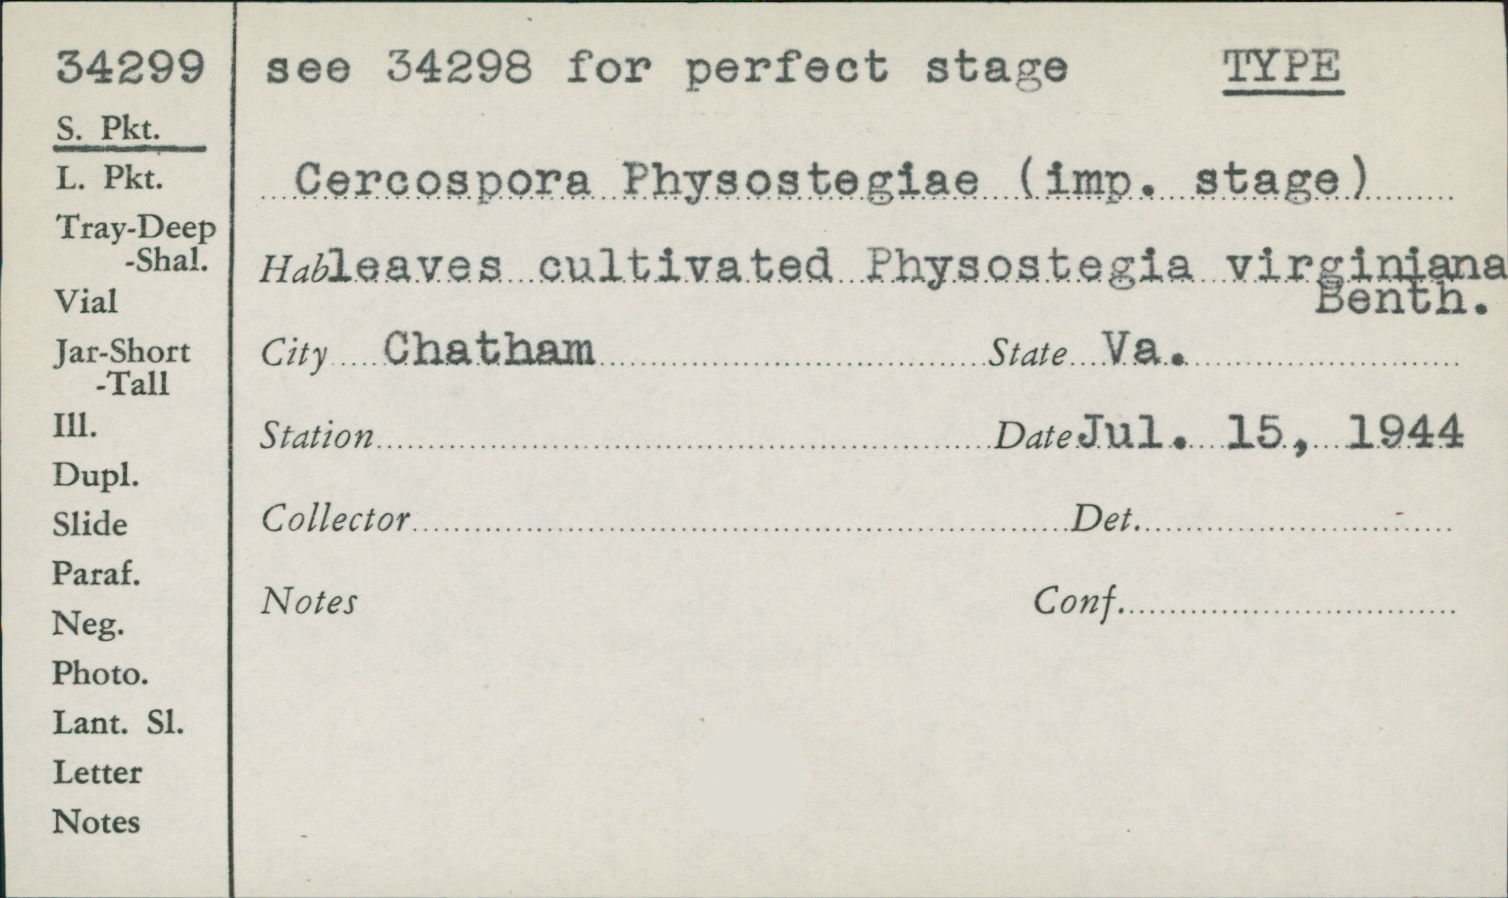 34299 see 34298 for perfect stage TYPE
S. Pkt.
L. Pkt.
Tray-Deep
-Shal.
Vial
Jar-Short
-Tall
Ill.
Dupl.
Slide
Paraf.
Neg.
Photo.
Lant. Sl.
Letter
Notes
Cercospora Physostegiae (imp. stage)
Hab leaves cultivated Physostegia virginiana
Benth.
City Chatham State Va.
Station Date Jul. 15, 1944
Collector Det.
Notes Conf.